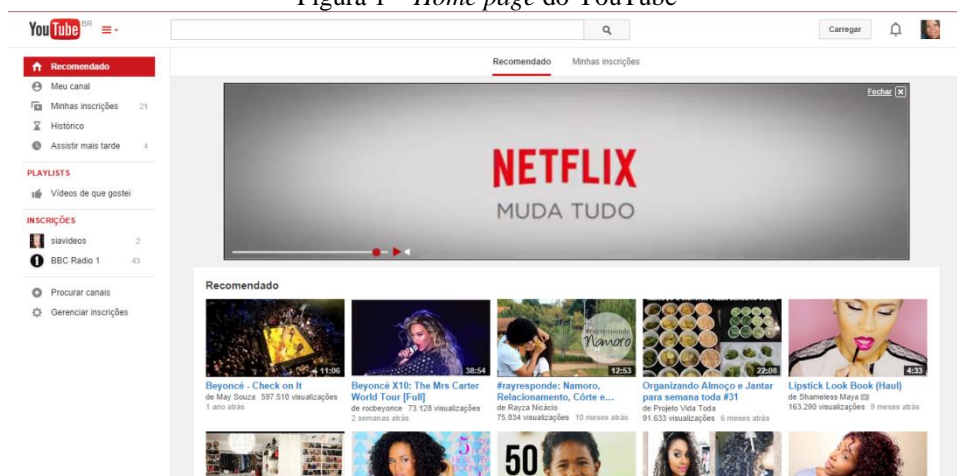 Figura 1 – Home page do YouTube
YouTube BR
Carregar
Recomendado
Meu canal
Minhas inscrições 21
Histórico
Assistir mais tarde 4
PLAYLISTS
Vídeos de que gostei
INSCRIÇÕES
siavideos 2
BBC Radio 1 43
Procurar canais
Gerenciar inscrições
Recomendado Minhas inscrições
Fechar X
NETFLIX
MUDA TUDO
Recomendado
11:06
Beyoncé - Check on It
de May Souza 597.510 visualizações
1 ano atrás
38:54
Beyoncé X10: The Mrs Carter
World Tour [Full]
de rocbeyonce 73.128 visualizações
2 semanas atrás
#rayresponde
Namoro
12:53
#rayresponde: Namoro,
Relacionamento, Côrte e...
de Rayza Nicácio
75.034 visualizações 10 meses atrás
22:08
Organizando Almoço e Jantar
para semana toda #31
de Projeto Vida Toda
91.633 visualizações 6 meses atrás
4:33
Lipstick Look Book (Haul)
de Shameless Maya
163.290 visualizações 9 meses atrás
5
HEALTHY
50